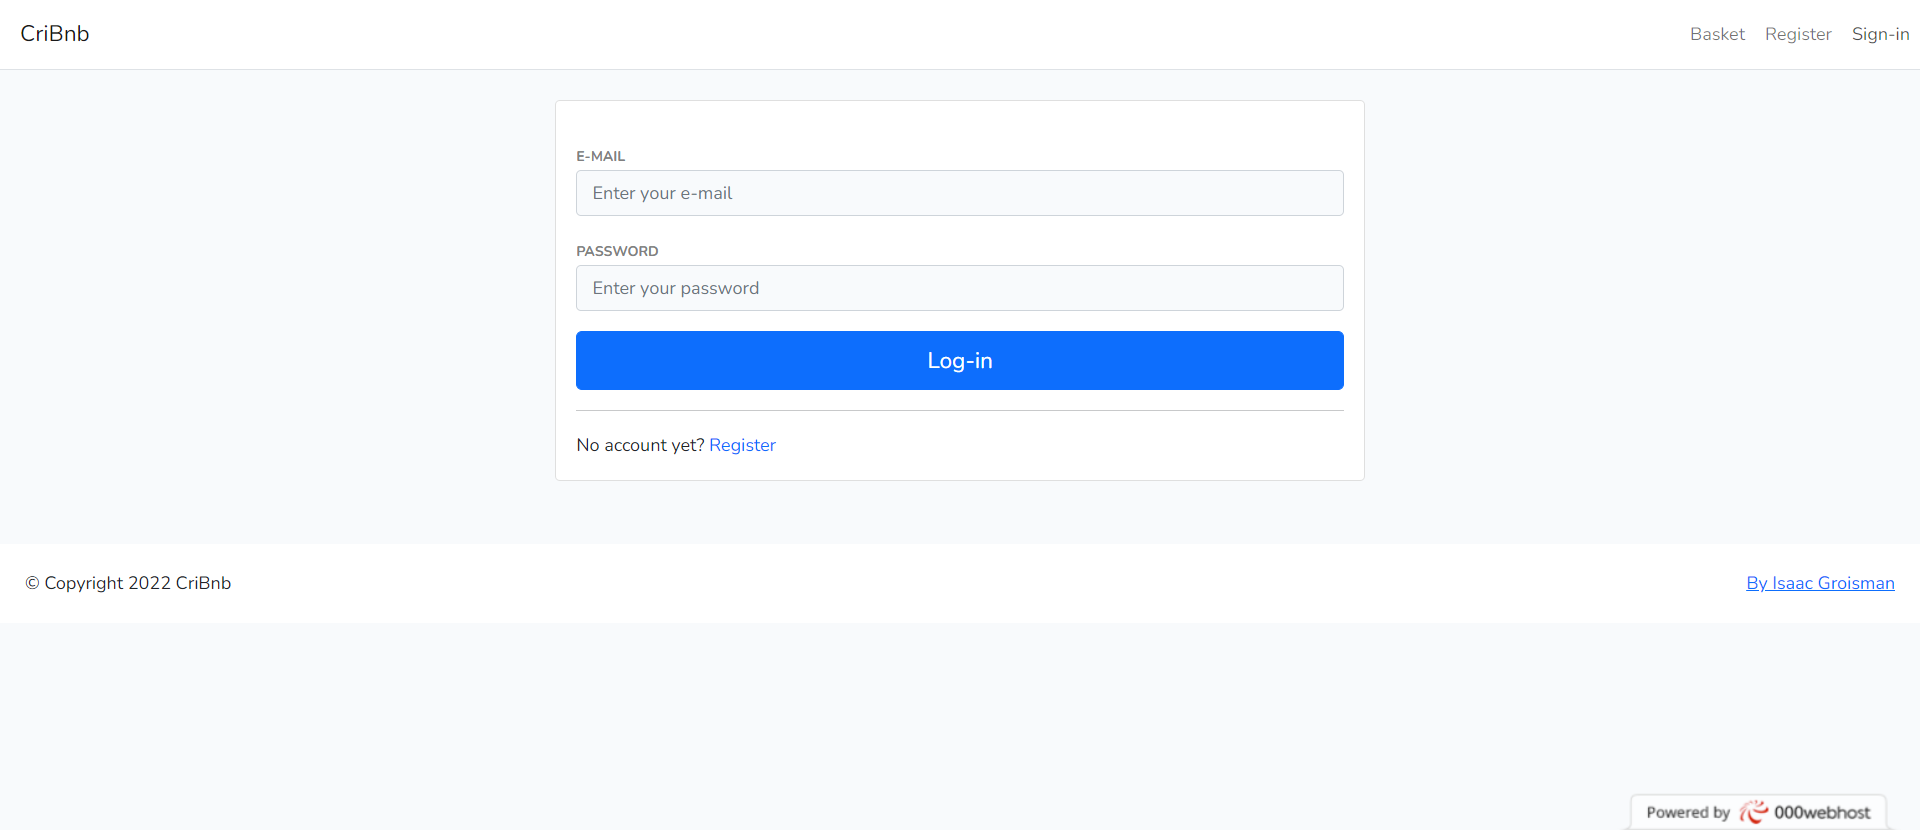 CriBnb
Basket Register Sign-in
E-MAIL
Enter your e-mail
PASSWORD
Enter your password
Log-in
No account yet? Register
© Copyright 2022 CriBnb
By Isaac Groisman
Powered by 000webhost